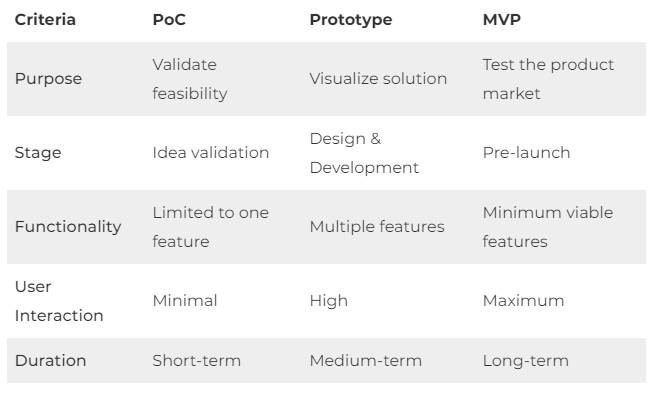 Criteria PoC Prototype MVP
Purpose Validate feasibility Visualize solution Test the product market
Stage Idea validation Design & Development Pre-launch
Functionality Limited to one feature Multiple features Minimum viable features
User Interaction Minimal High Maximum
Duration Short-term Medium-term Long-term